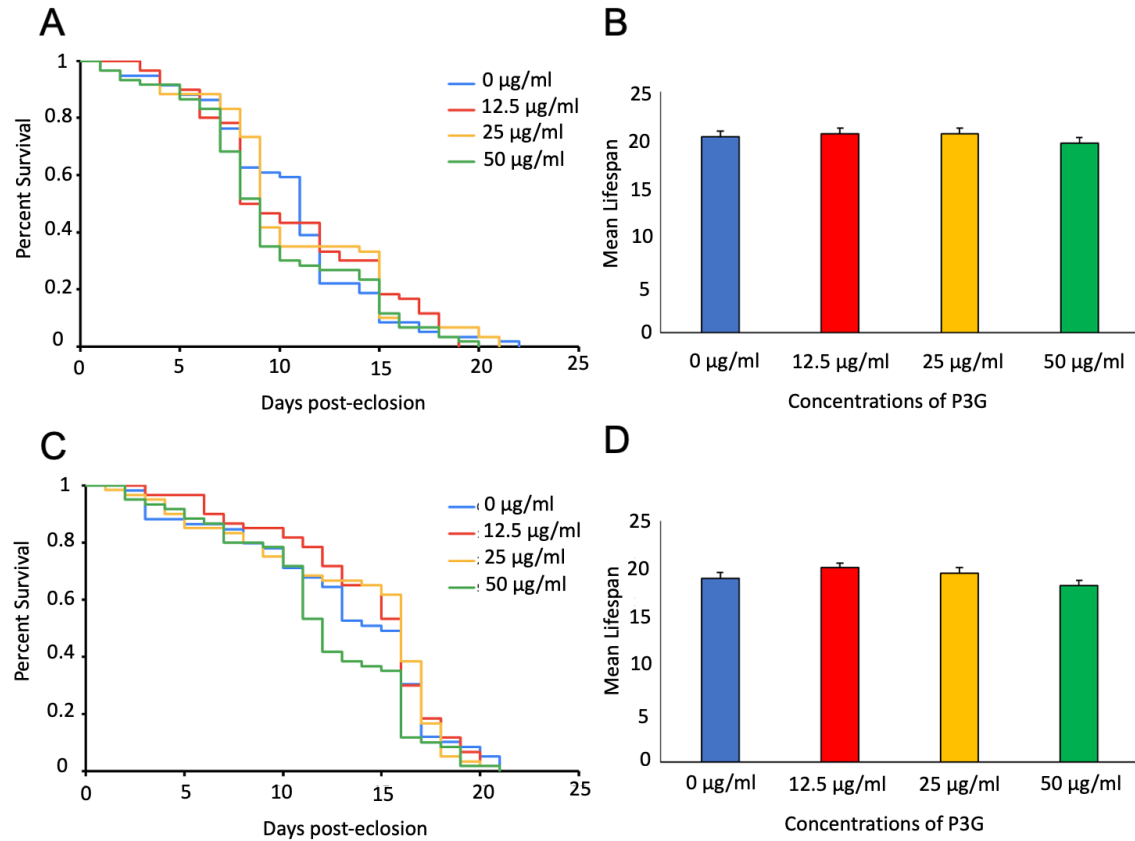 A
Percent Survival
1
0.8
0.6
0.4
0.2
0
0 µg/ml
12.5 µg/ml
25 µg/ml
50 µg/ml
0 5 10 15 20 25
Days post-eclosion
B
Mean Lifespan
25
20
15
10
5
0
0 µg/ml 12.5 µg/ml 25 µg/ml 50 µg/ml
Concentrations of P3G
C
Percent Survival
1
0.8
0.6
0.4
0.2
0
0 µg/ml
12.5 µg/ml
25 µg/ml
50 µg/ml
0 5 10 15 20 25
Days post-eclosion
D
Mean Lifespan
25
20
15
10
5
0
0 µg/ml 12.5 µg/ml 25 µg/ml 50 µg/ml
Concentrations of P3G